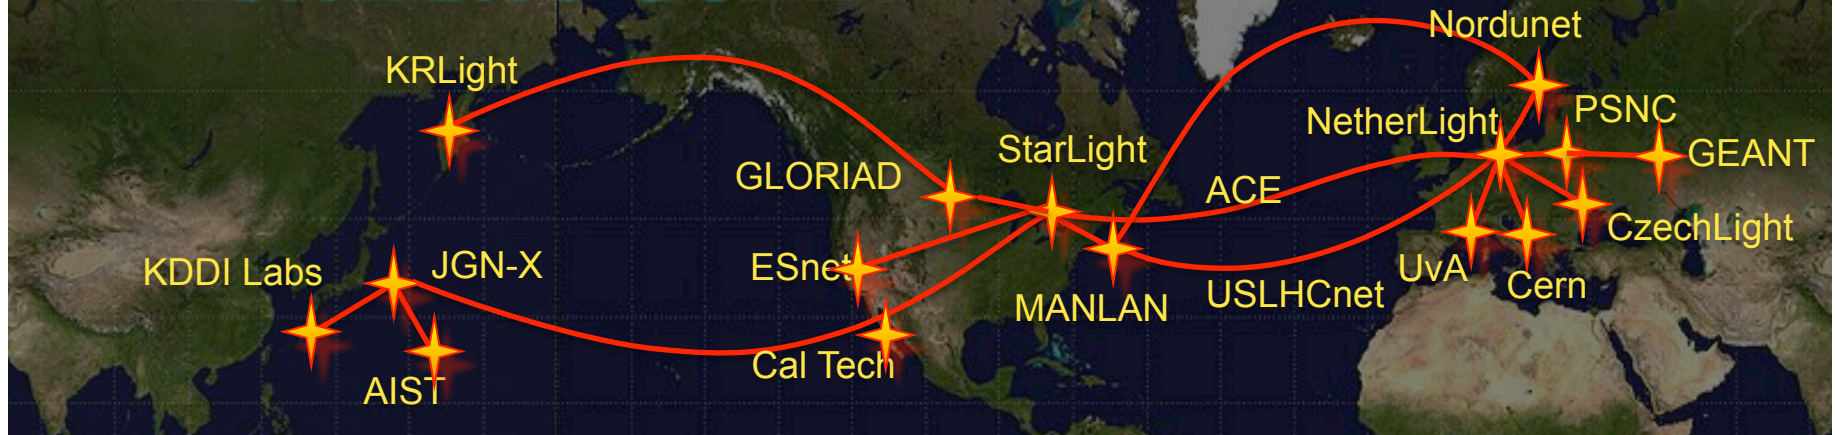 Nordunet
KRLight
PSNC
NetherLight
StarLight
GEANT
GLORIAD
ACE
CzechLight
JGN-X
KDDI Labs
ESnet
UvA
Cern
USLHCnet
MANLAN
Cal Tech
AIST